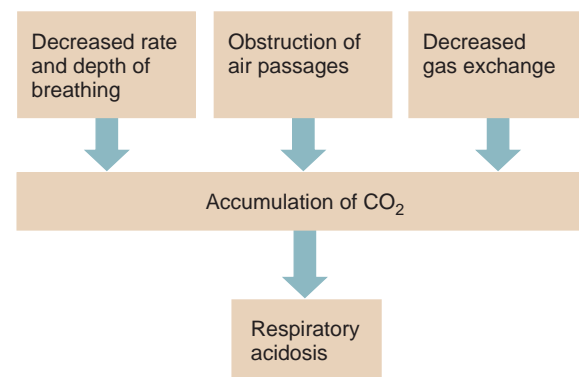 Decreased rate
and depth of
breathing
Obstruction of
air passages
Decreased
gas exchange
Accumulation of CO₂
Respiratory
acidosis